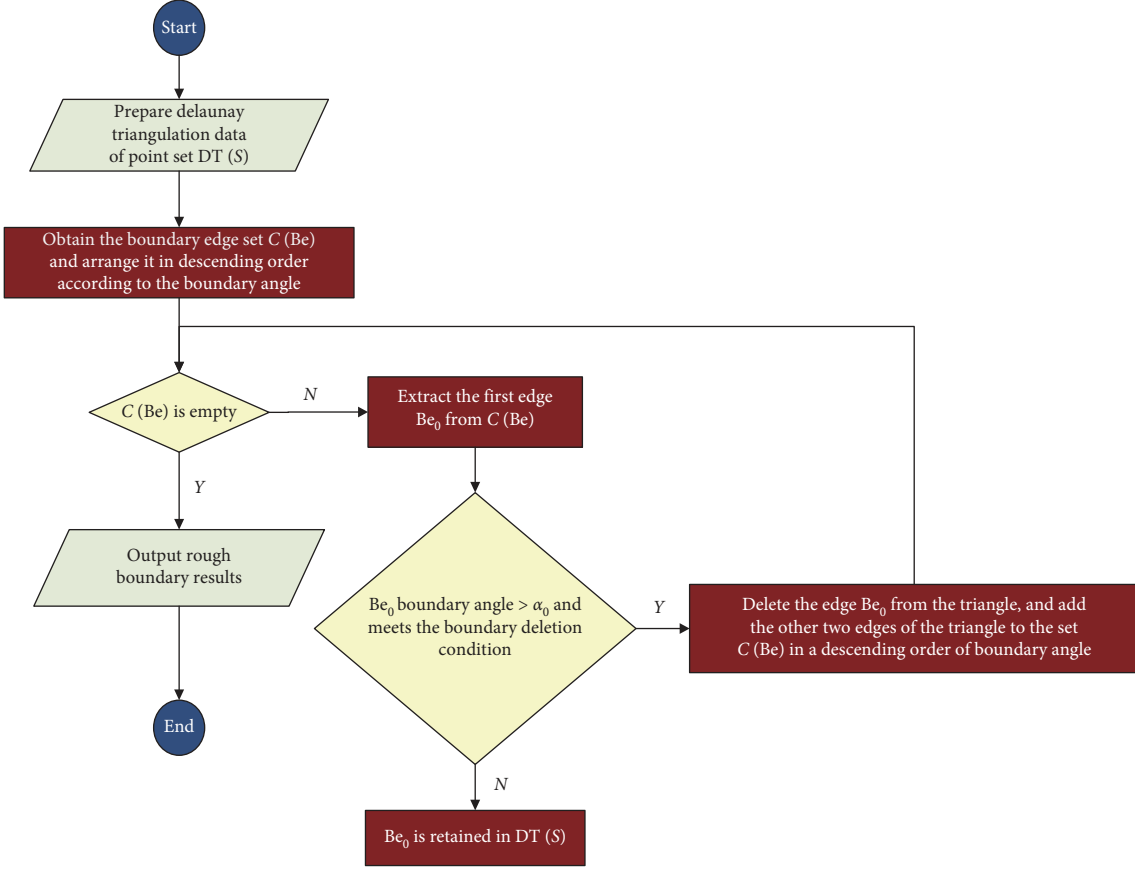 Start
Prepare delaunay
triangulation data
of point set DT (S)
Obtain the boundary edge set C (Be)
and arrange it in descending order
according to the boundary angle
C (Be) is empty
N
Extract the first edge
Be₀ from C (Be)
Y
Output rough
boundary results
End
Be₀ boundary angle > α₀ and
meets the boundary deletion
condition
Y
Delete the edge Be₀ from the triangle, and add
the other two edges of the triangle to the set
C (Be) in a descending order of boundary angle
N
Be₀ is retained in DT (S)